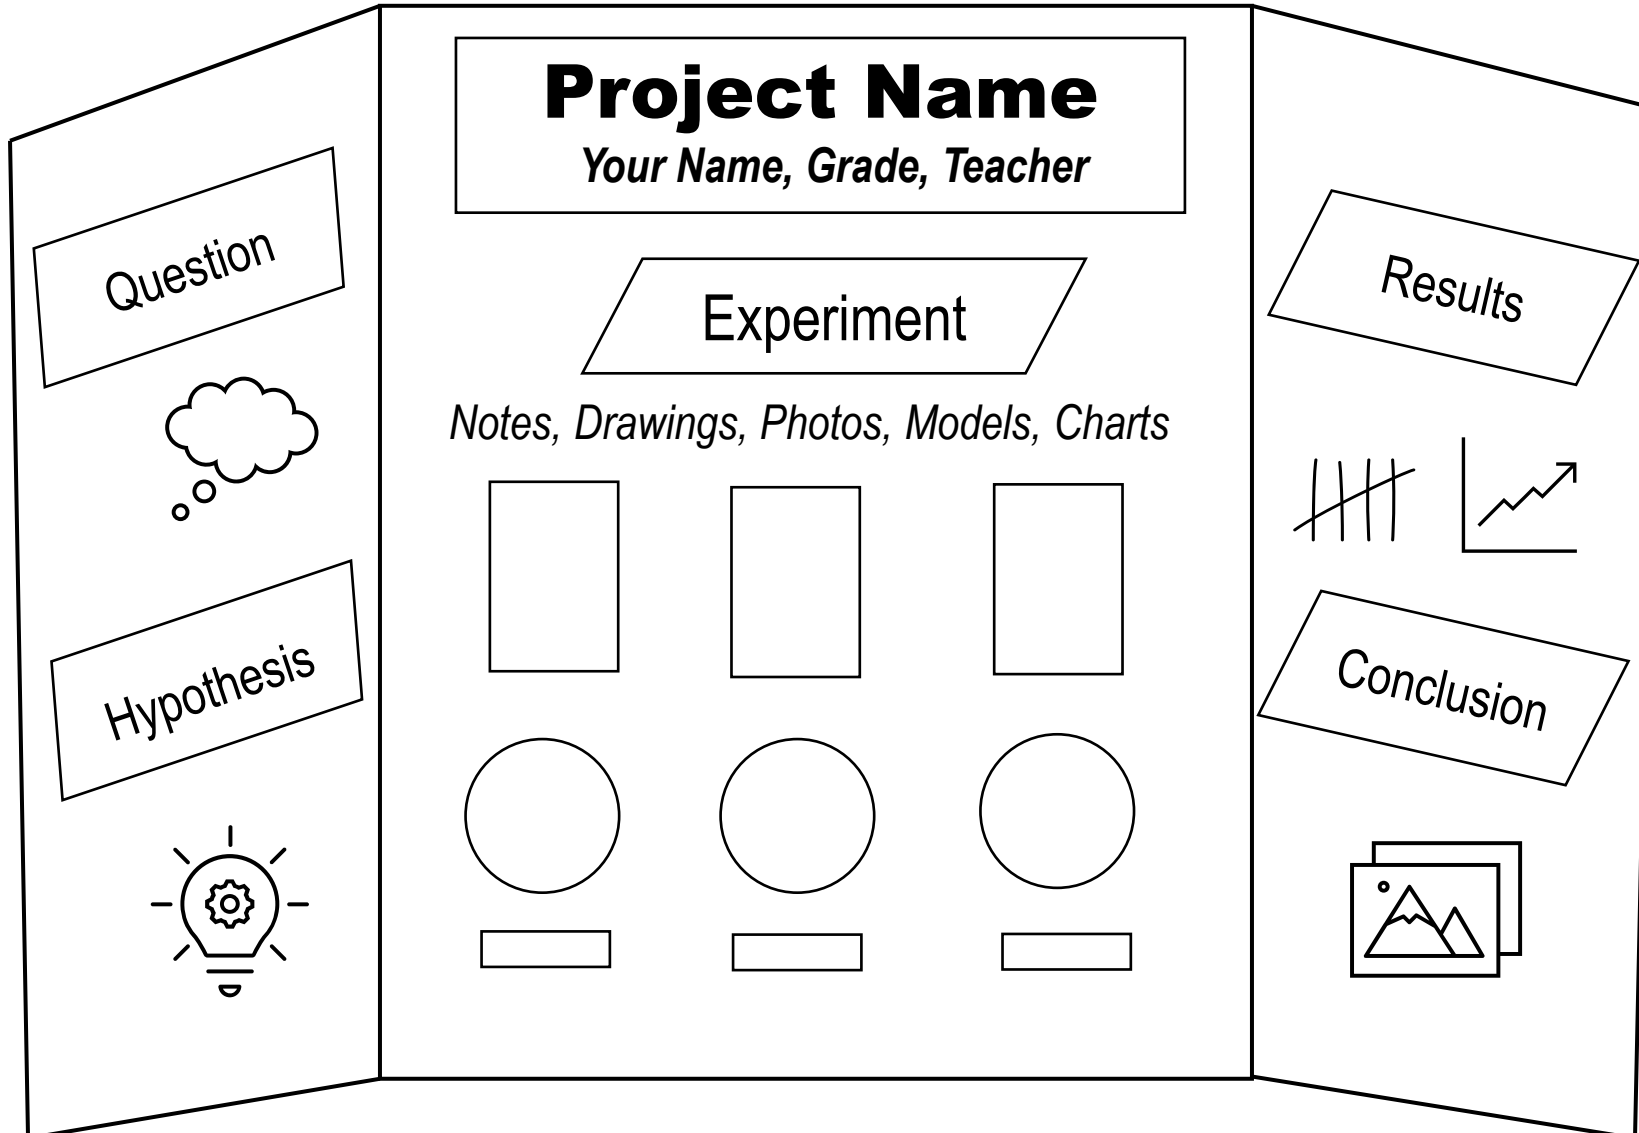 Project Name
Your Name, Grade, Teacher
Question
Hypothesis
Experiment
Notes, Drawings, Photos, Models, Charts
Results
Conclusion